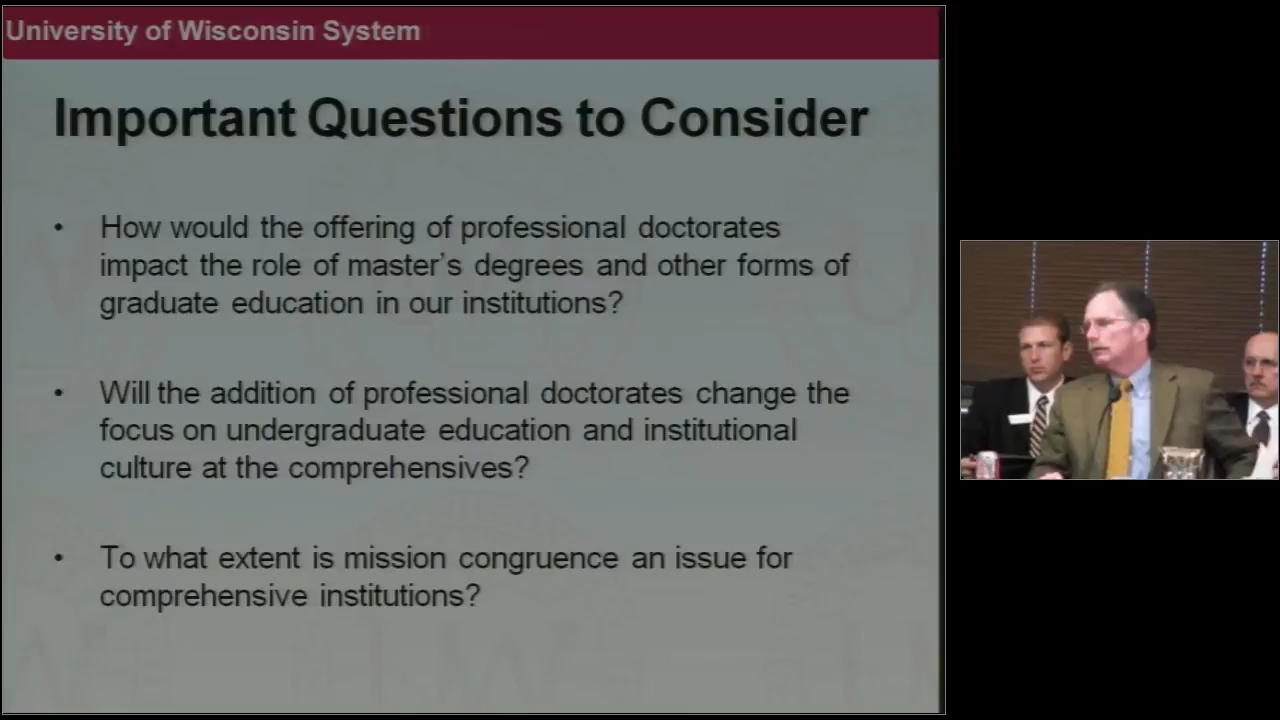 University of Wisconsin System
Important Questions to Consider
• How would the offering of professional doctorates
impact the role of master's degrees and other forms of
graduate education in our institutions?
• Will the addition of professional doctorates change the
focus on undergraduate education and institutional
culture at the comprehensives?
• To what extent is mission congruence an issue for
comprehensive institutions?